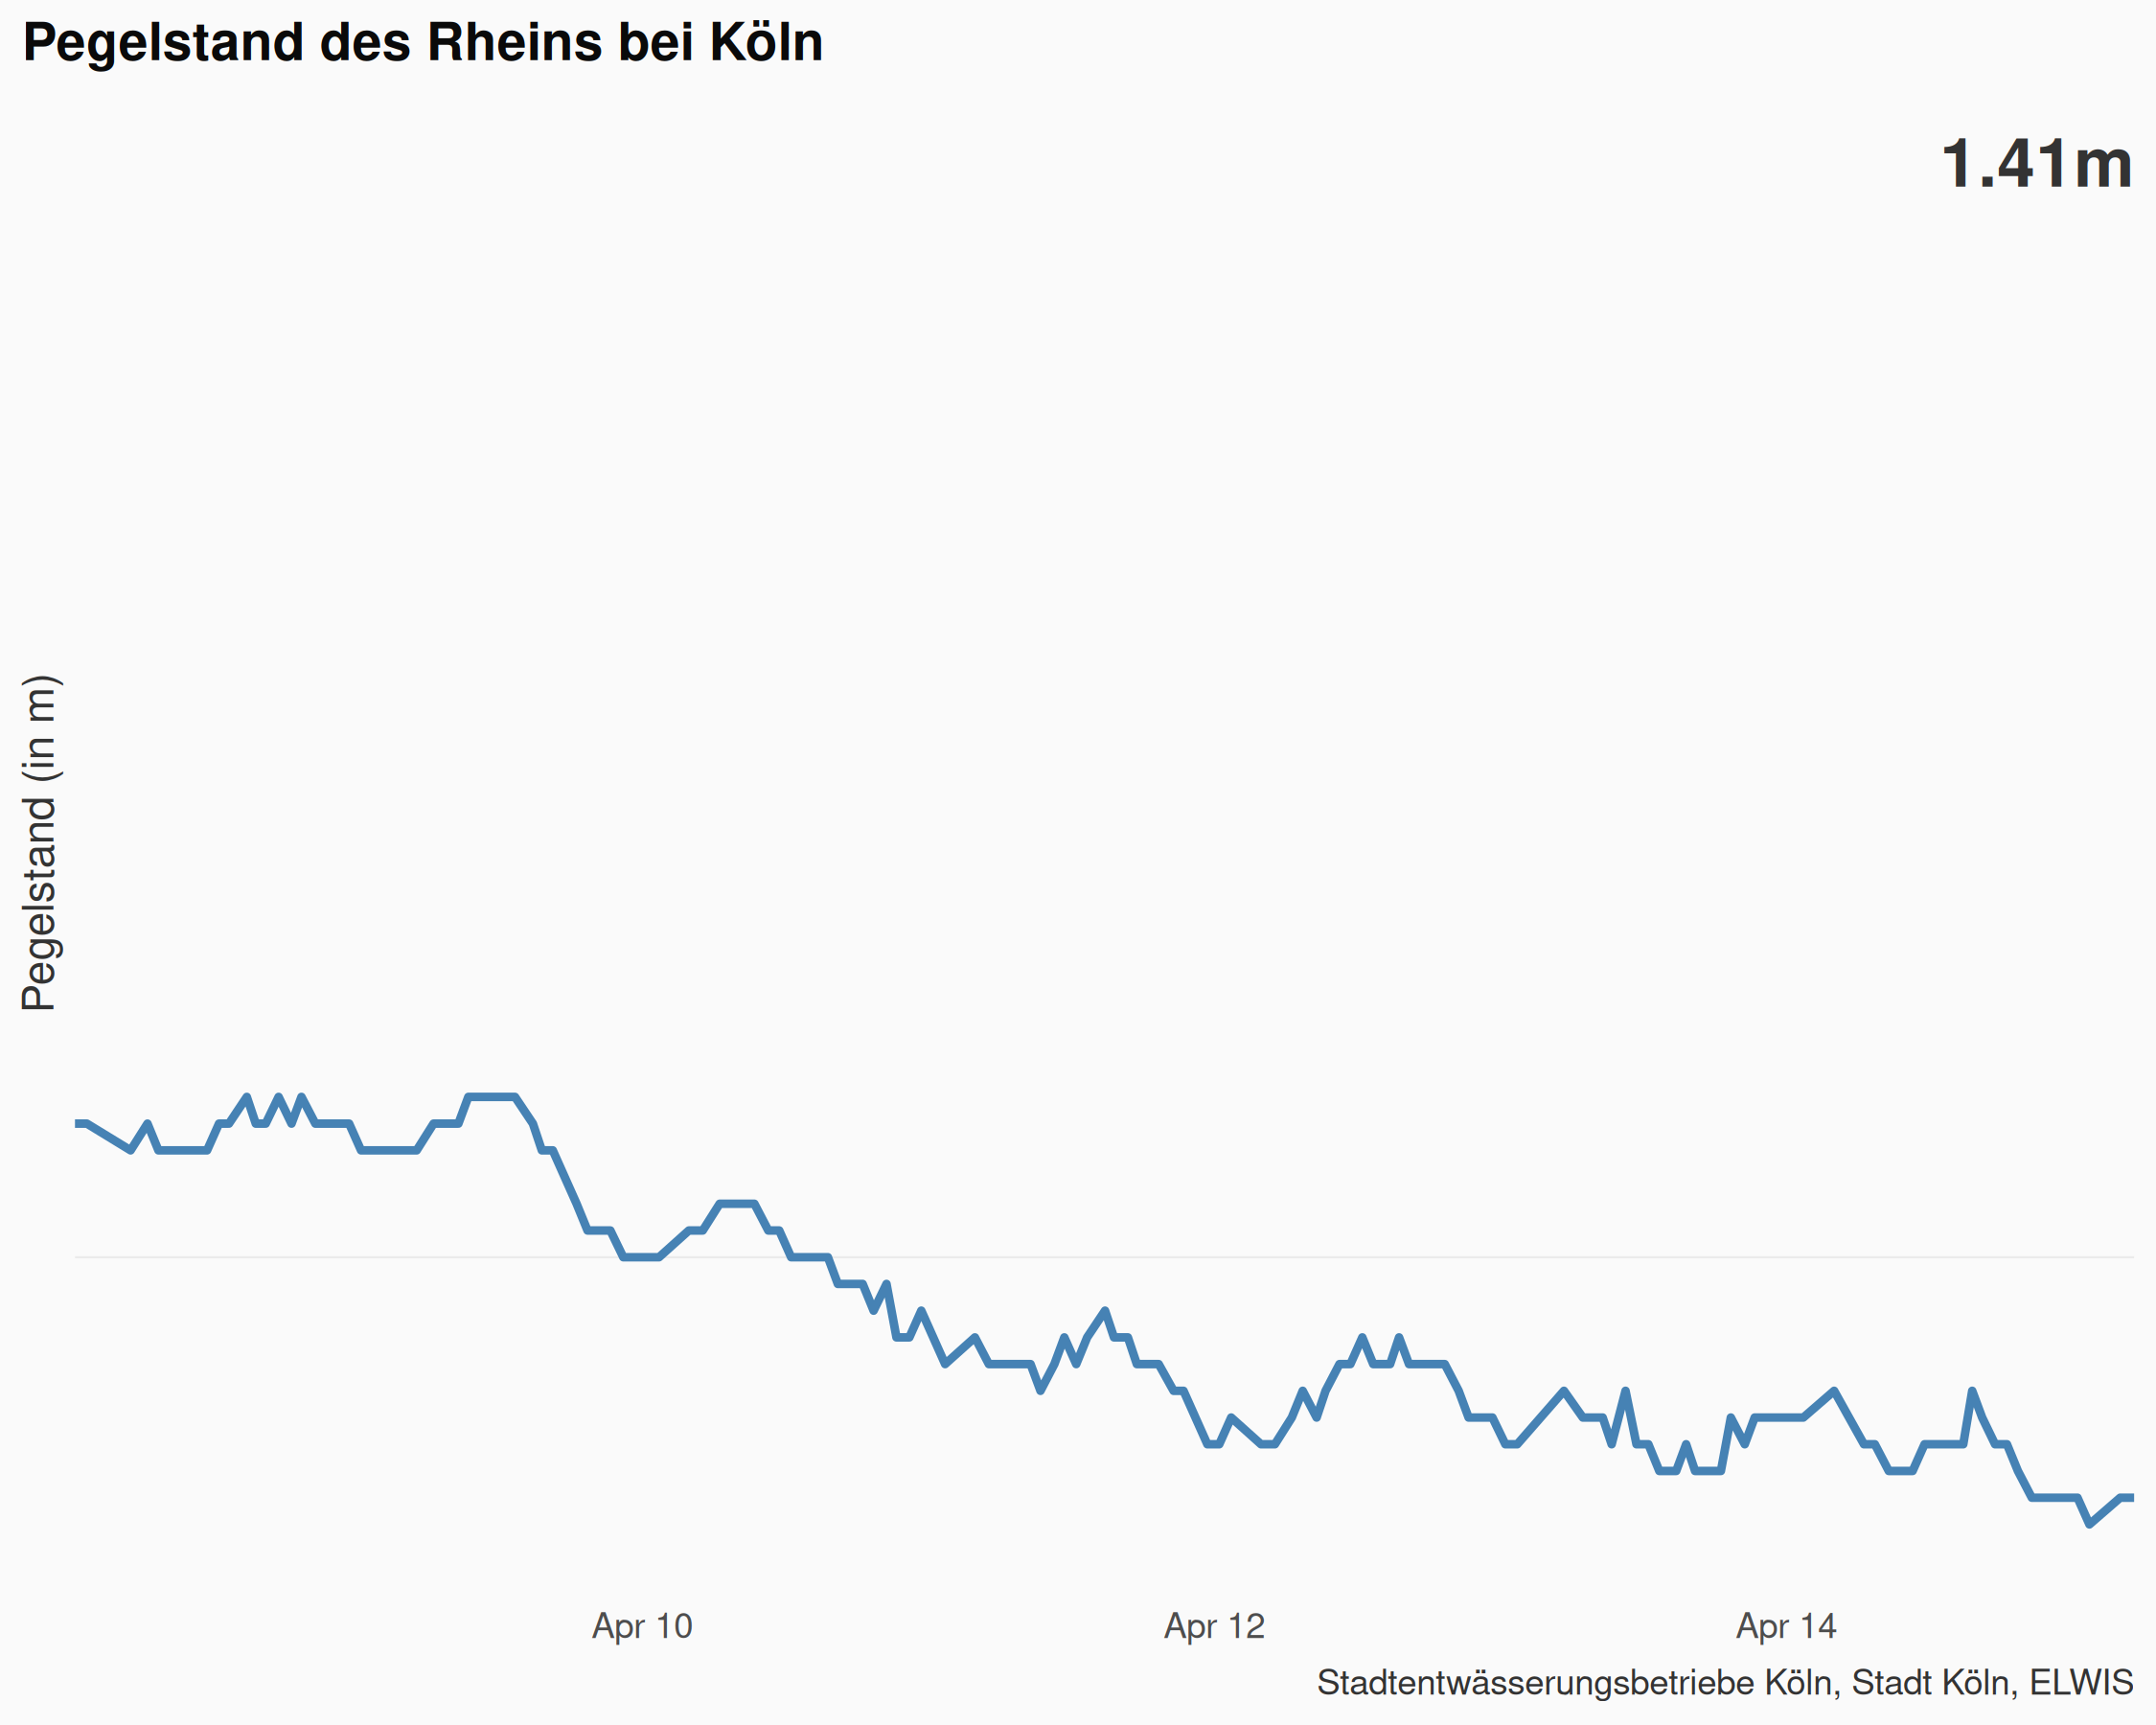 Pegelstand des Rheins bei Köln
1.41m
Pegelstand (in m)
Apr 10
Apr 12
Apr 14
Stadtentwässerungsbetriebe Köln, Stadt Köln, ELWIS